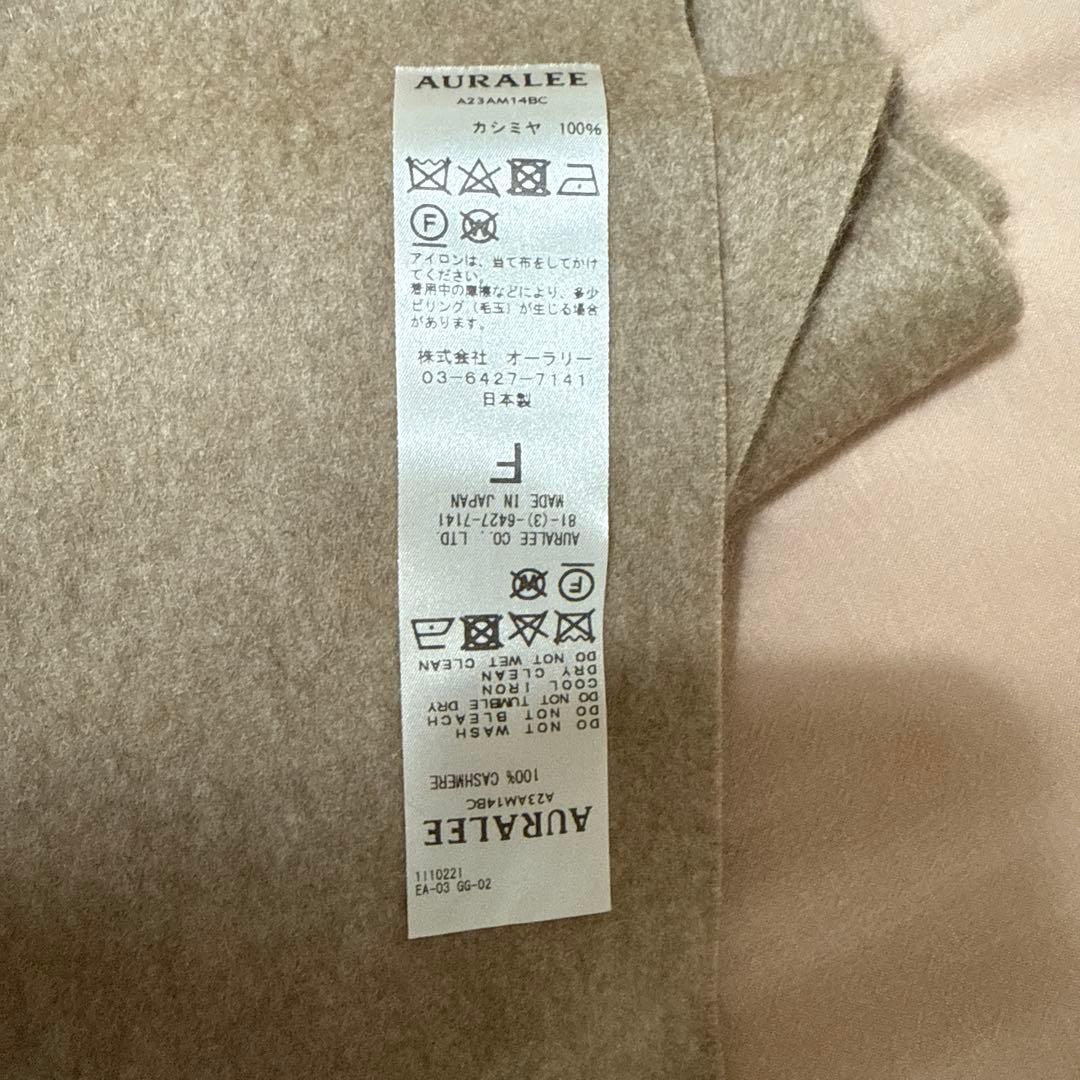 AURALEE
A23AM14BC
カシミヤ 100%
F
W
アイロンは、当て布をしてかけ
てください。
着用中の摩擦などにより、多少
ピリング(毛玉)が生じる場合
があります。
株式会社 オーラリー
03-6427-7141
日本製
F
AURALEE
A23AM14BC
100% CASHMERE
DO NOT WASH
DO NOT BLEACH
DO NOT TUMBLE DRY
COOL IRON
DRY CLEAN
DO NOT WET CLEAN
F
W
AURALEE CO., LTD.
81-(3)-6427-7141
MADE IN JAPAN
1110221
EA-03 GG-02